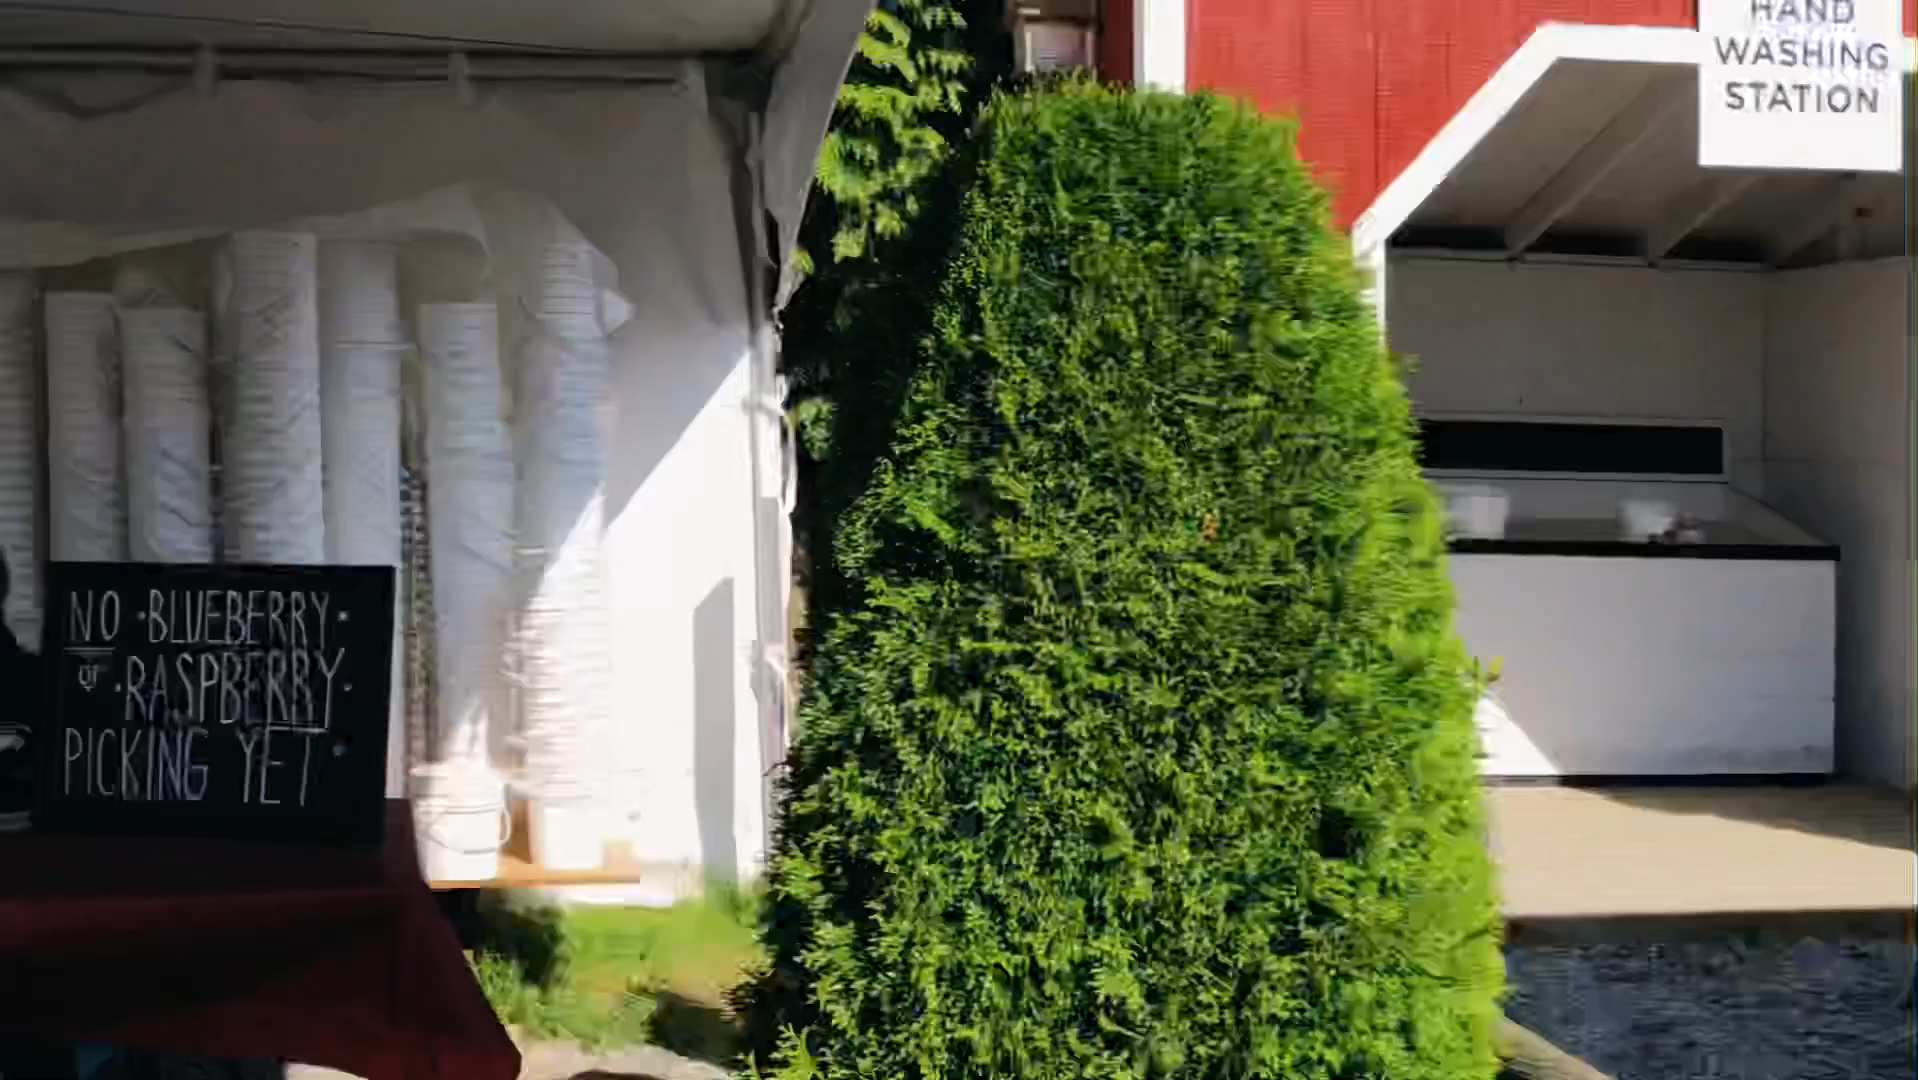 NO • BLUEBERRY •
or • RASPBERRY •
PICKING YET •
HAND
WASHING
STATION